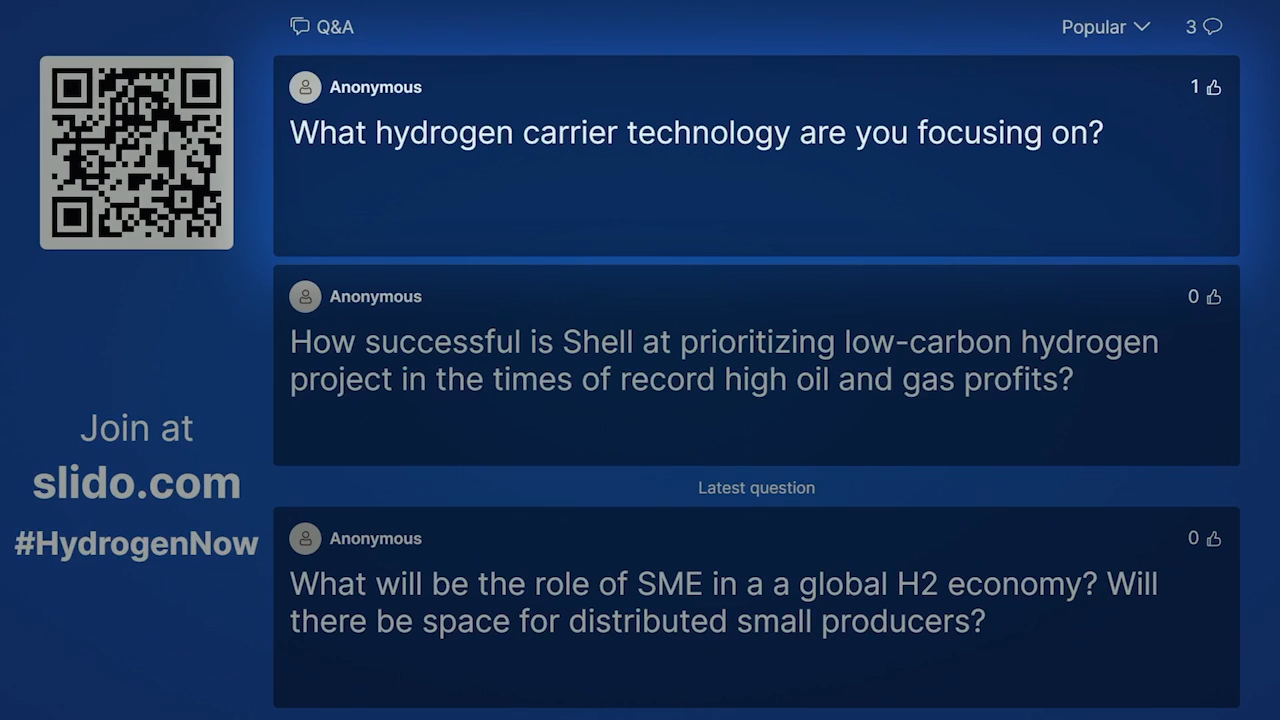 Q&A
Popular
3
Anonymous
1
What hydrogen carrier technology are you focusing on?
Anonymous
0
How successful is Shell at prioritizing low-carbon hydrogen
project in the times of record high oil and gas profits?
Join at
slido.com
#HydrogenNow
Latest question
Anonymous
0
What will be the role of SME in a a global H2 economy? Will
there be space for distributed small producers?